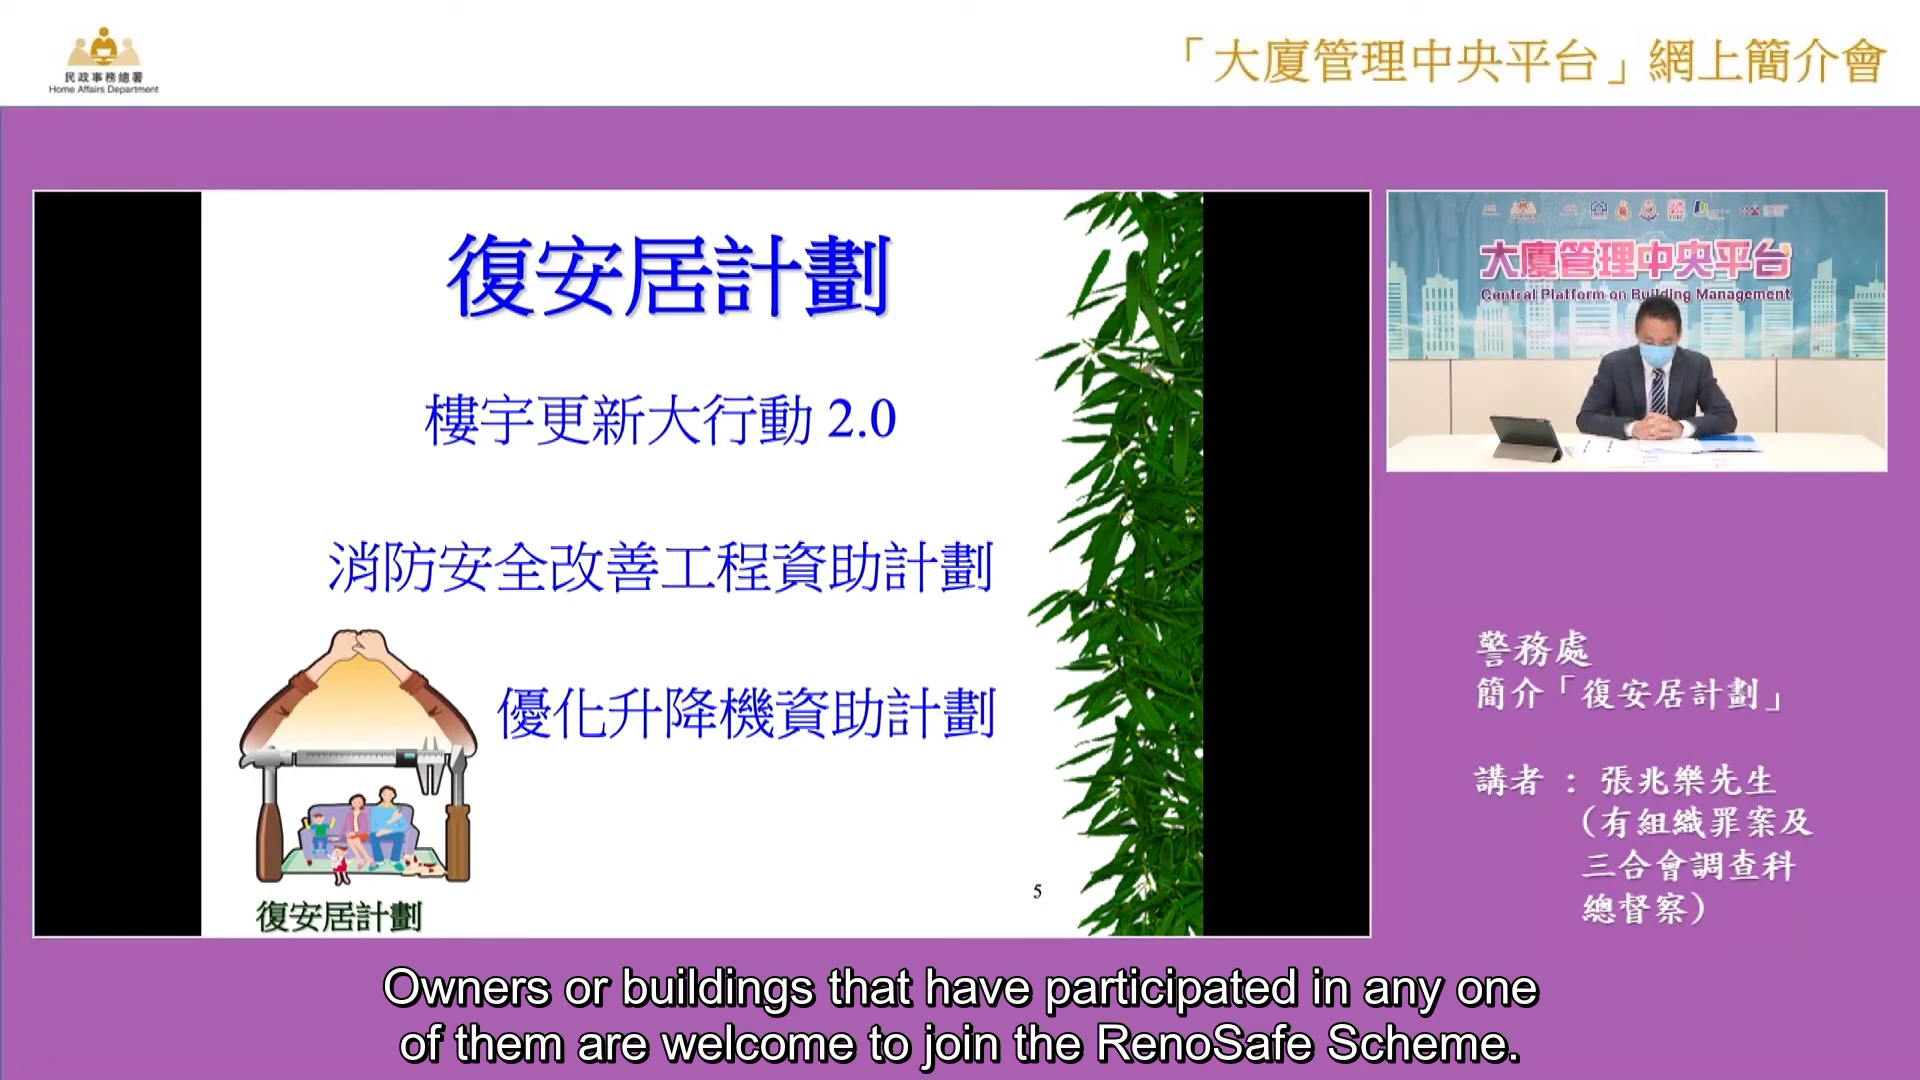 民政事務總署
Home Affairs Department
「大廈管理中央平台」網上簡介會
復安居計劃
樓宇更新大行動 2.0
消防安全改善工程資助計劃
優化升降機資助計劃
復安居計劃
5
大廈管理中央平台
Central Platform on Building Management
警務處
簡介「復安居計劃」
講者 : 張兆樂先生
(有組織罪案及
三合會調查科
總督察)
Owners or buildings that have participated in any one
of them are welcome to join the RenoSafe Scheme.